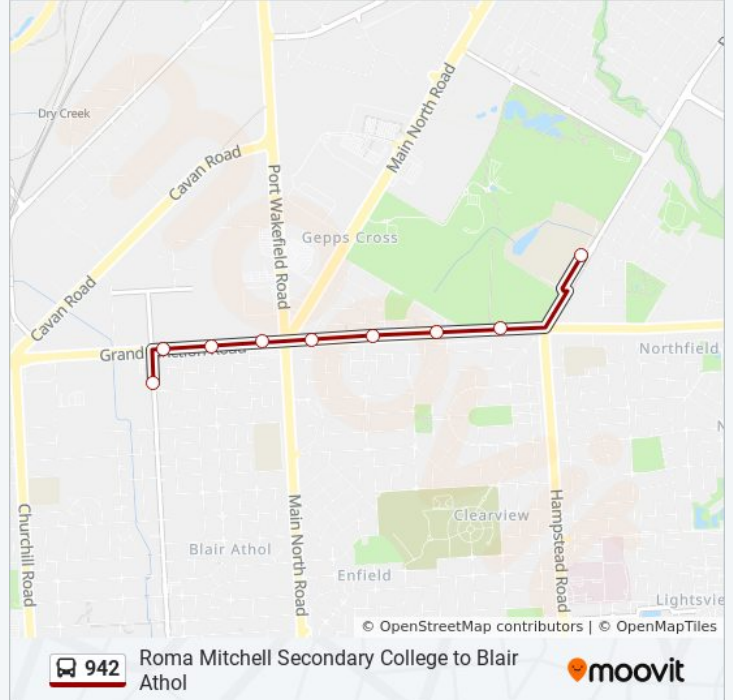 Dry Creek
Cavan Road
Main North Road
Port Wakefield Road
Gepps Cross
Cavan Road
Grand Junction Road
Northfield
Churchill Road
Main North Road
Hampstead Road
Clearview
Blair Athol
Enfield
Lightsvie
© OpenStreetMap contributors | © OpenMapTiles
942
Roma Mitchell Secondary College to Blair
Athol
moovit